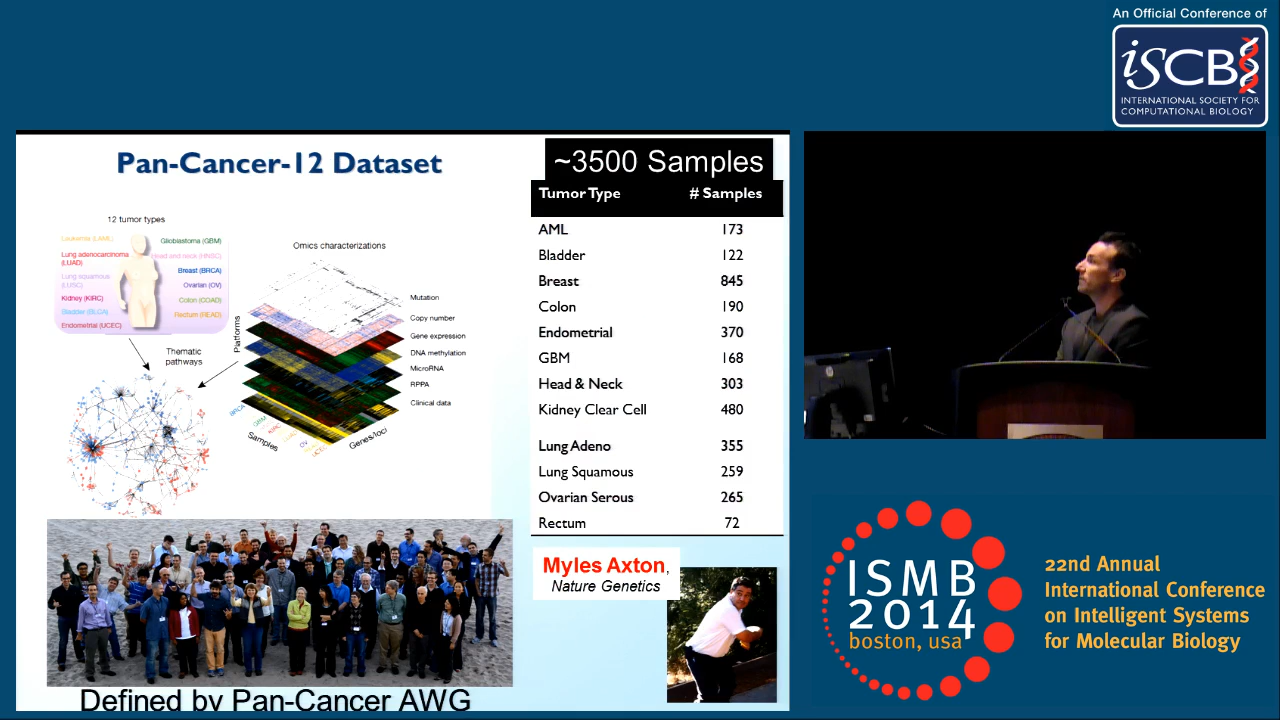 An Official Conference of
iSCB
INTERNATIONAL SOCIETY FOR
COMPUTATIONAL BIOLOGY
Pan-Cancer-12 Dataset
12 tumor types
Leukemia (LAML)
Lung adenocarcinoma
(LUAD)
Lung squamous
(LUSC)
Kidney (KIRC)
Bladder (BLCA)
Endometrial (UCEC)
Glioblastoma (GBM)
Head and neck (HNSC)
Breast (BRCA)
Ovarian (OV)
Colon (COAD)
Rectum (READ)
Thematic
pathways
Omics characterizations
Platforms
Mutation
Copy number
Gene expression
DNA methylation
MicroRNA
RPPA
Clinical data
BRCA
GBM
KIRC
OV
Samples
Genes/loci
~3500 Samples
Tumor Type # Samples
AML 173
Bladder 122
Breast 845
Colon 190
Endometrial 370
GBM 168
Head & Neck 303
Kidney Clear Cell 480
Lung Adeno 355
Lung Squamous 259
Ovarian Serous 265
Rectum 72
Myles Axton,
Nature Genetics
Defined by Pan-Cancer AWG
ISMB
2014
boston, usa
22nd Annual
International Conference
on Intelligent Systems
for Molecular Biology